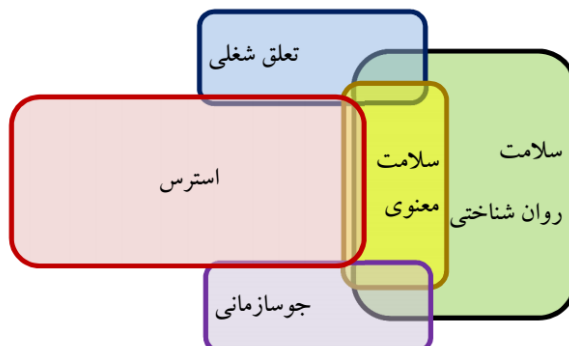 تعلق شغلی
سلامت
روان شناختی
سلامت
معنوی
استرس
جوسازمانی